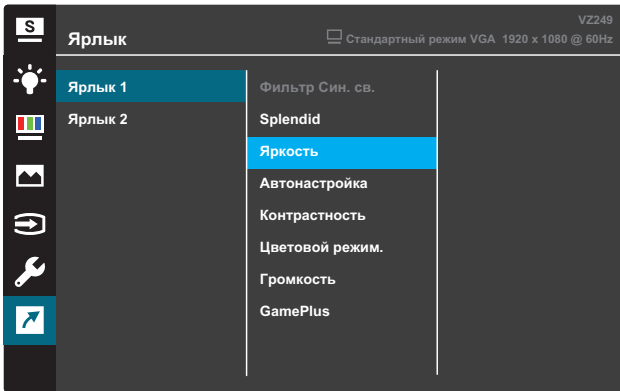 S
VZ249
Ярлык
Стандартный режим VGA 1920 x 1080 @ 60Hz
Ярлык 1
Ярлык 2
Фильтр Син. св.
Splendid
Яркость
Автонастройка
Контрастность
Цветовой режим.
Громкость
GamePlus